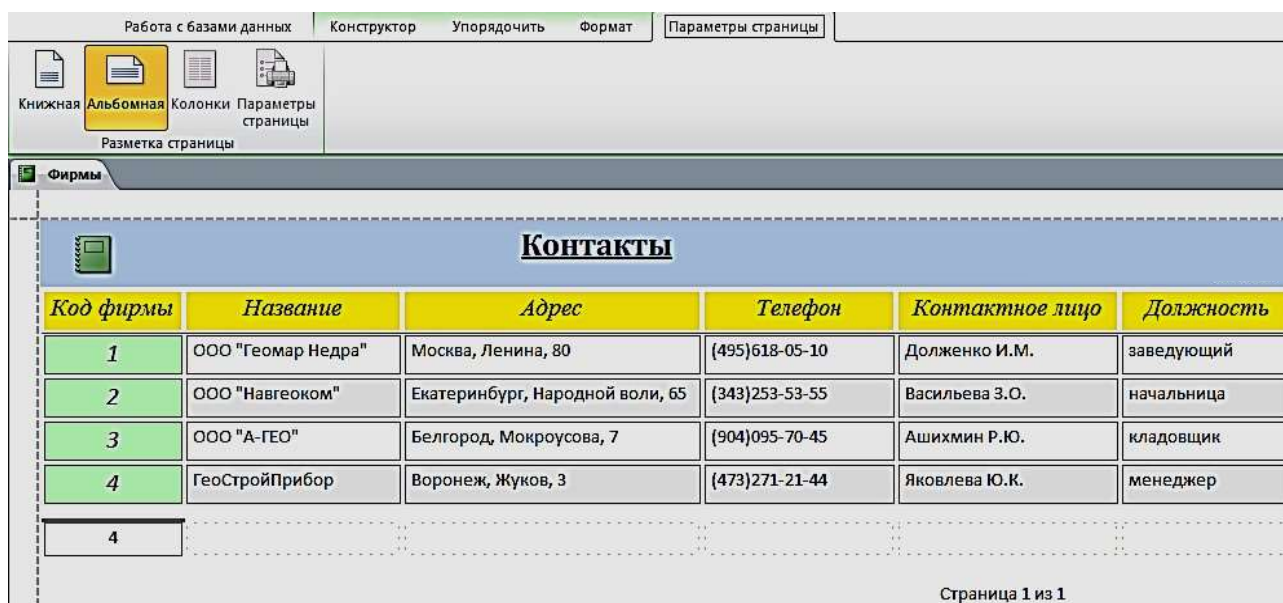 Работа с базами данных Конструктор Упорядочить Формат Параметры страницы
Книжная Альбомная Колонки Параметры страницы
Разметка страницы
Фирмы
Контакты
Код фирмы Название Адрес Телефон Контактное лицо Должность
1 ООО "Геомар Недра" Москва, Ленина, 80 (495)618-05-10 Долженко И.М. заведующий
2 ООО "Навгеоком" Екатеринбург, Народной воли, 65 (343)253-53-55 Васильева З.О. начальница
3 ООО "А-ГЕО" Белгород, Мокроусова, 7 (904)095-70-45 Ашихмин Р.Ю. кладовщик
4 ГеоСтройПрибор Воронеж, Жуков, 3 (473)271-21-44 Яковлева Ю.К. менеджер
4
Страница 1 из 1